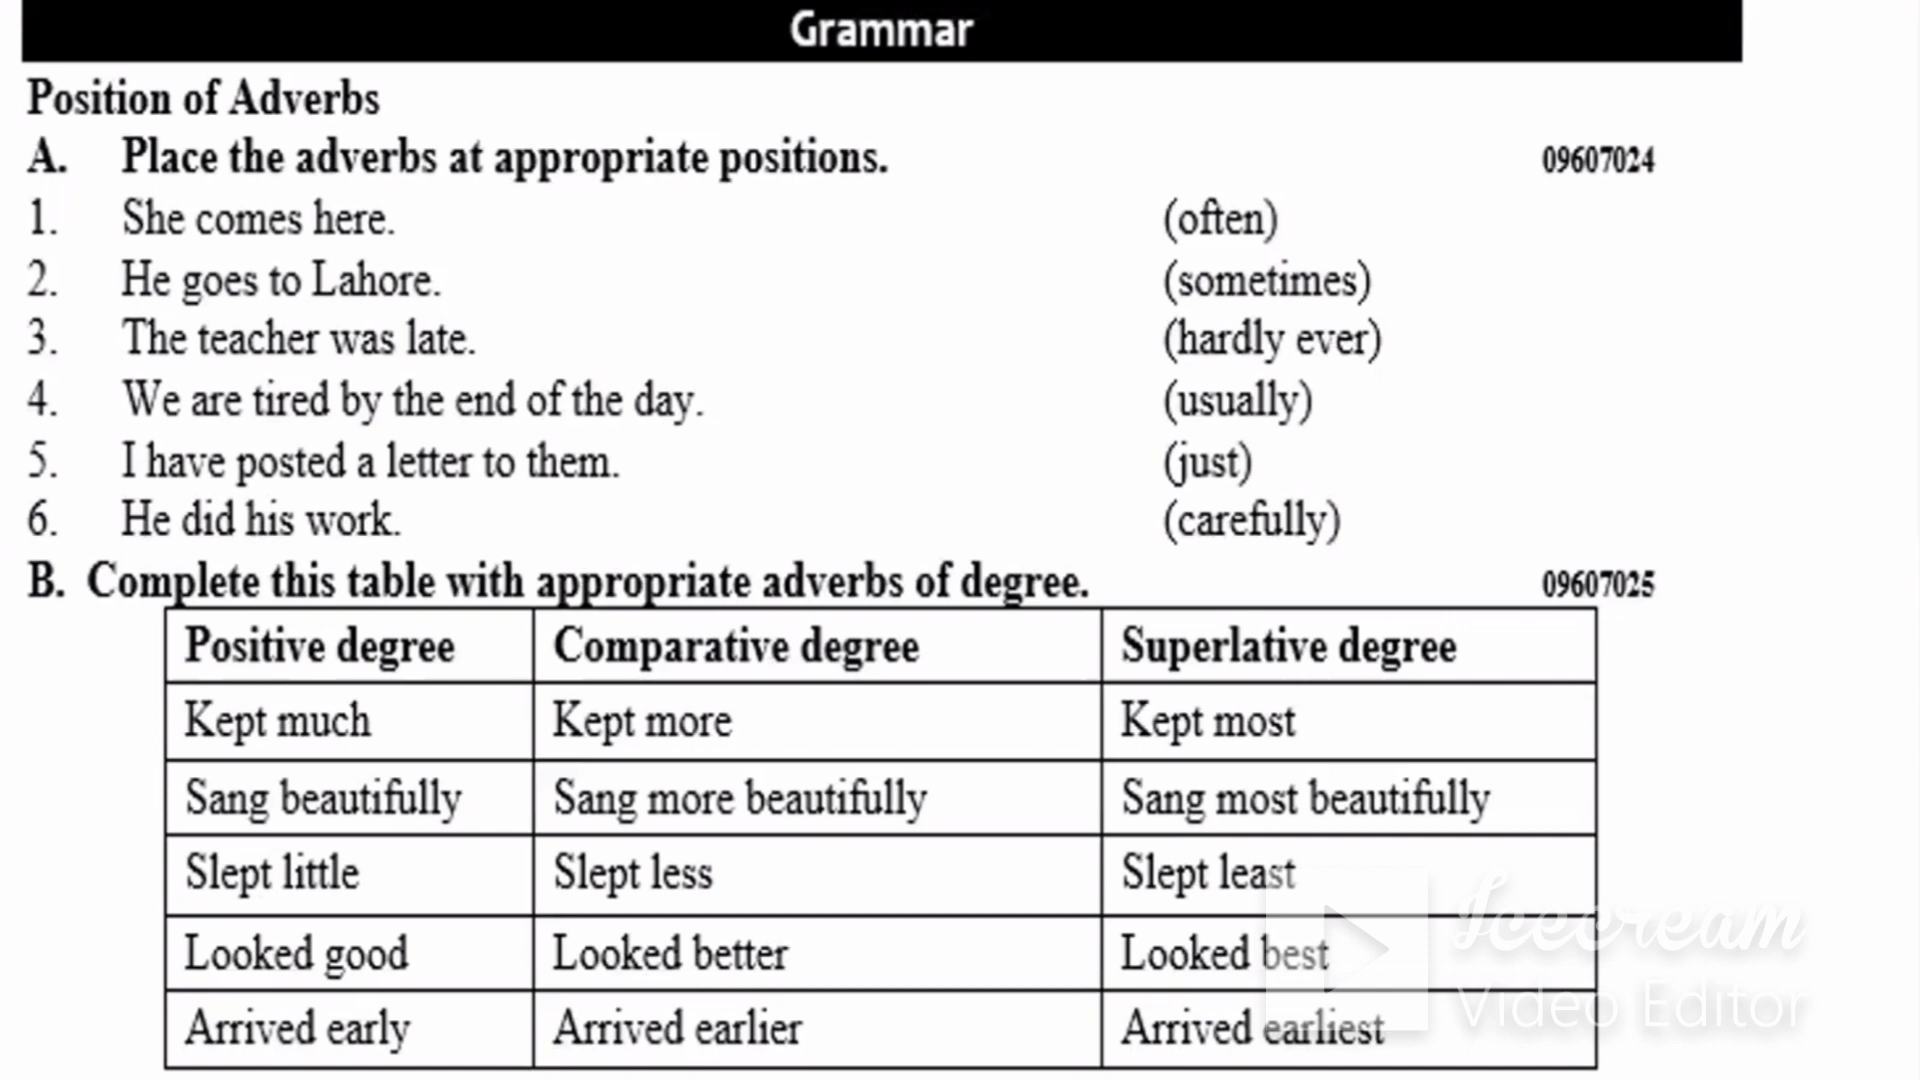 Grammar
Position of Adverbs
A. Place the adverbs at appropriate positions. 09607024
1. She comes here. (often)
2. He goes to Lahore. (sometimes)
3. The teacher was late. (hardly ever)
4. We are tired by the end of the day. (usually)
5. I have posted a letter to them. (just)
6. He did his work. (carefully)
B. Complete this table with appropriate adverbs of degree. 09607025
Positive degree Comparative degree Superlative degree
Kept much Kept more Kept most
Sang beautifully Sang more beautifully Sang most beautifully
Slept little Slept less Slept least
Looked good Looked better Looked best
Arrived early Arrived earlier Arrived earliest
Icecream
Video Editor